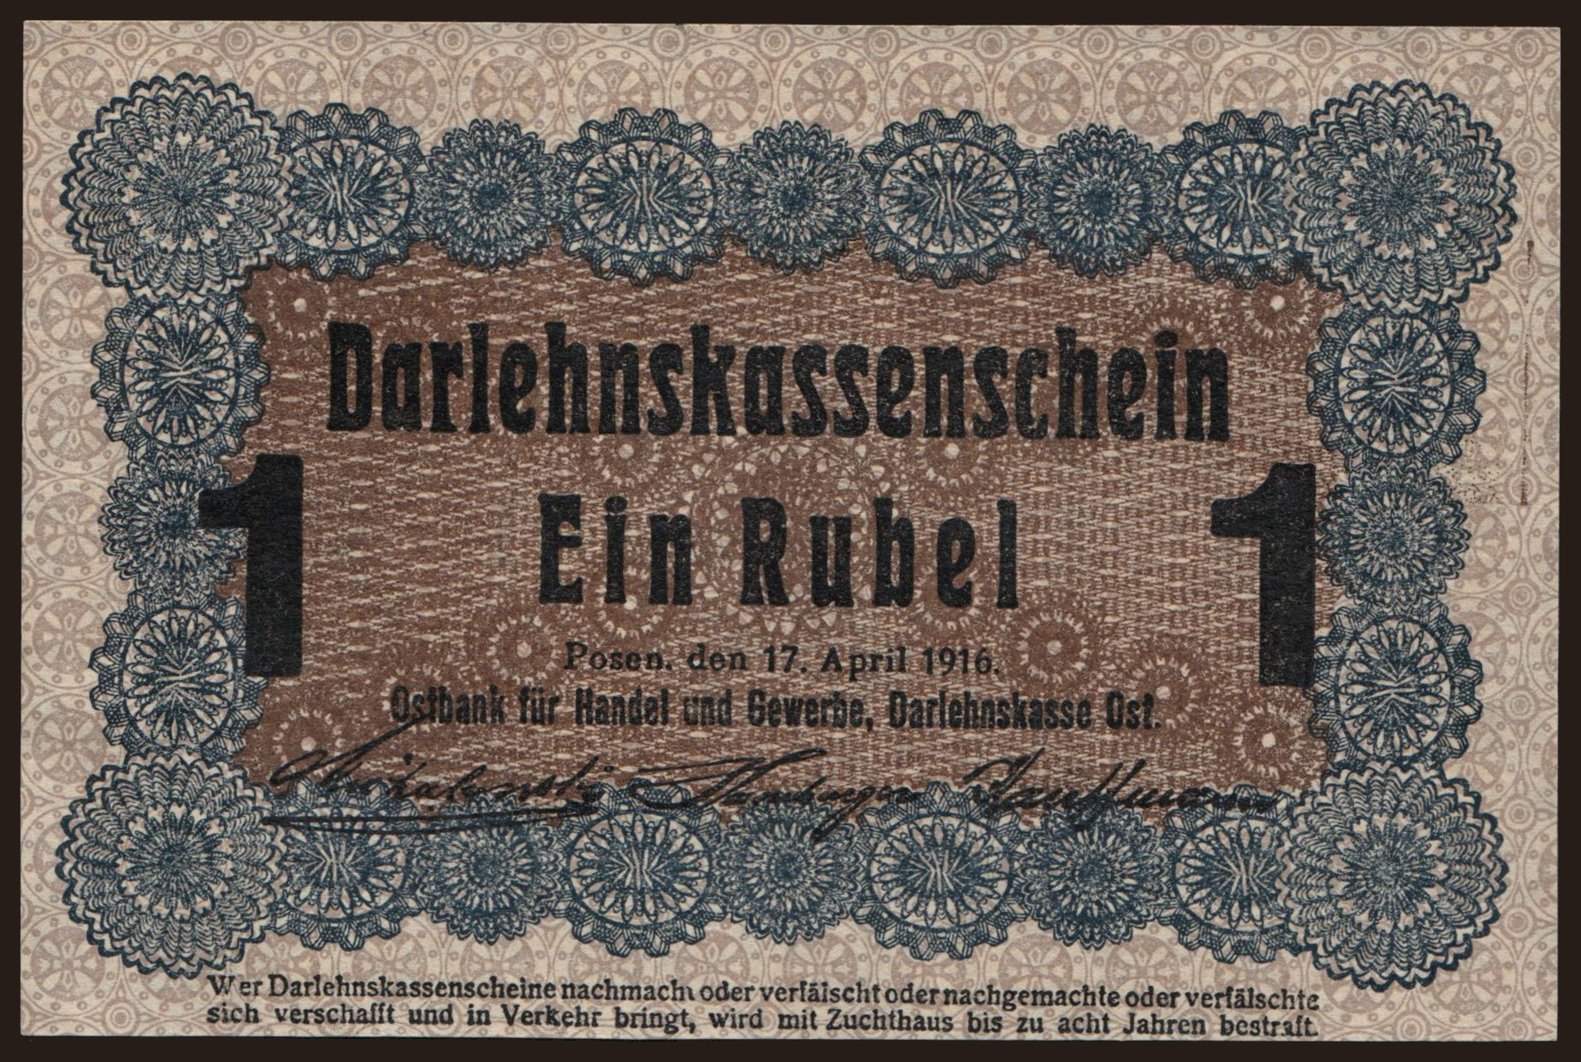 Darlehnskassenschein
1 Ein Rubel 1
Posen, den 17. April 1916.
Ostbank für Handel und Gewerbe, Darlehnskasse Ost.
Wer Darlehnskassenscheine nachmacht oder verfälscht oder nachgemachte oder verfälschte
sich verschafft und in Verkehr bringt, wird mit Zuchthaus bis zu acht Jahren bestraft.